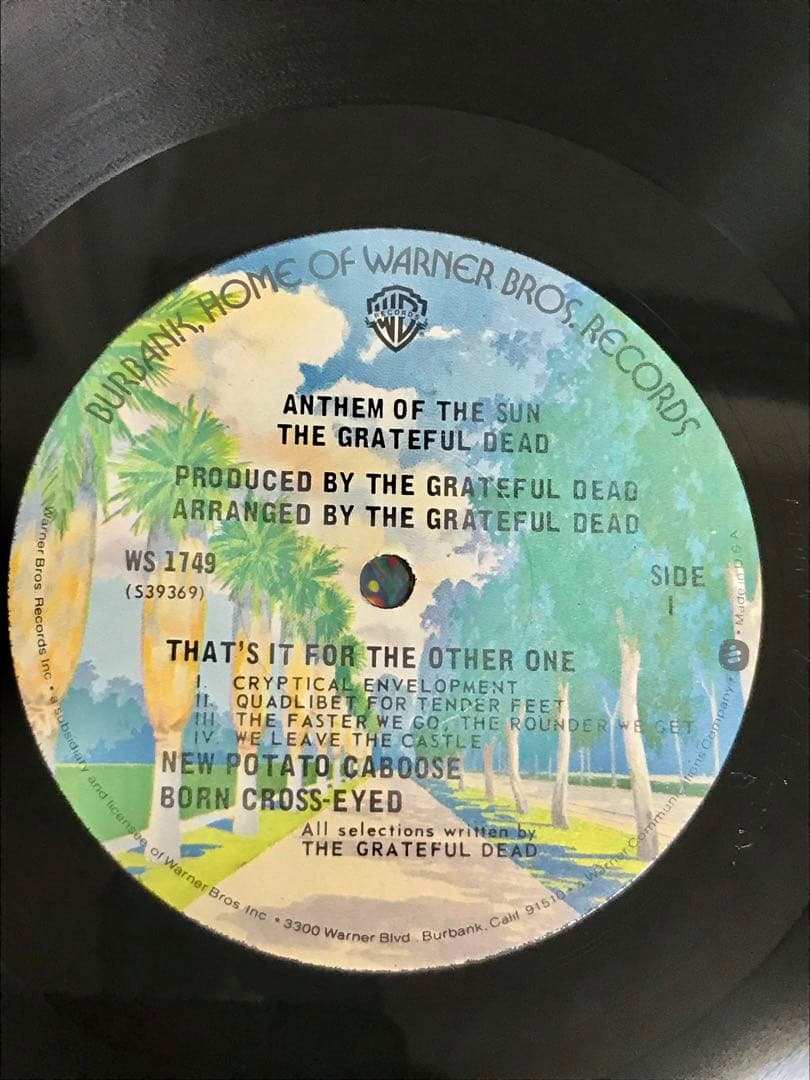 BURBANK, HOME OF WARNER BROS. RECORDS
RECORDS
ANTHEM OF THE SUN
THE GRATEFUL DEAD
PRODUCED BY THE GRATEFUL DEAD
ARRANGED BY THE GRATEFUL DEAD
WS 1749
(S39369)
SIDE
1
THAT'S IT FOR THE OTHER ONE
I. CRYPTICAL ENVELOPMENT
II. QUADLIBET FOR TENDER FEET
III THE FASTER WE GO, THE ROUNDER WE GET
IV WE LEAVE THE CASTLE
NEW POTATO CABOOSE
BORN CROSS-EYED
All selections written by
THE GRATEFUL DEAD
Warner Bros. Records Inc. • a subsidiary and licensee of Warner Bros Inc • 3300 Warner Blvd. Burbank, Calif 91510 • a Warner Communications Company • Made in U S A